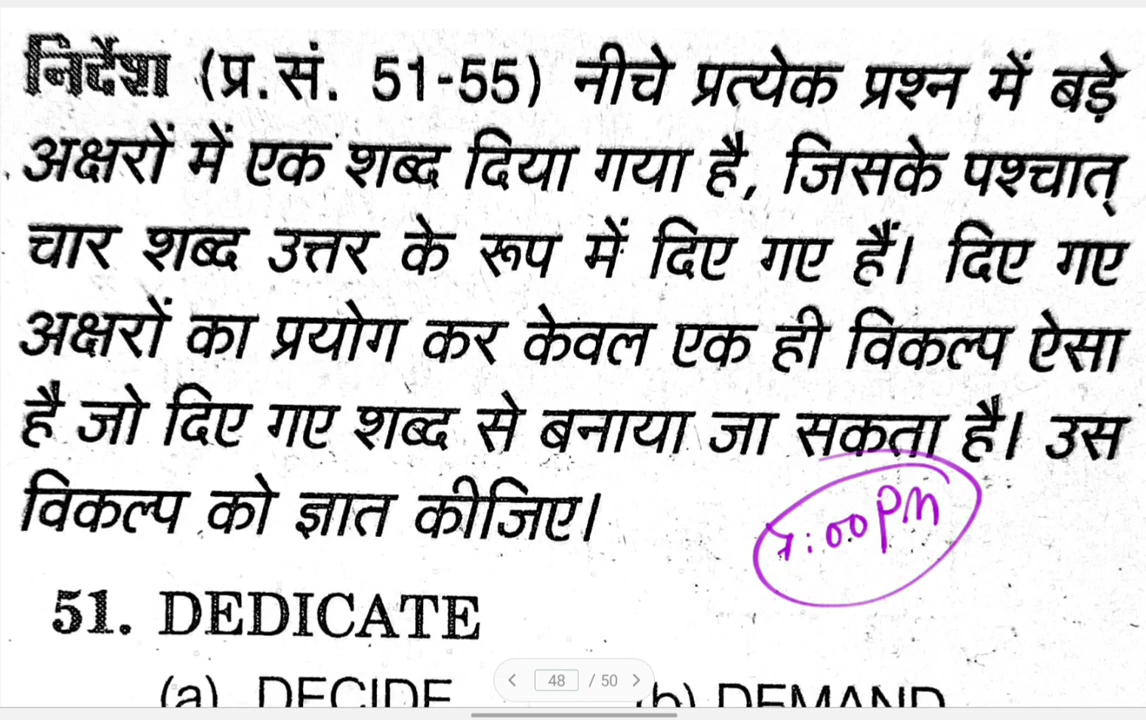 निर्देश (प्र.सं. 51-55) नीचे प्रत्येक प्रश्न में बड़े
अक्षरों में एक शब्द दिया गया है, जिसके पश्चात्
चार शब्द उत्तर के रूप में दिए गए हैं। दिए गए
अक्षरों का प्रयोग कर केवल एक ही विकल्प ऐसा
है जो दिए गए शब्द से बनाया जा सकता है। उस
विकल्प को ज्ञात कीजिए।
7:00 PM
51. DEDICATE
(a) DECIDE (b) DEMAND
< 48 / 50 >